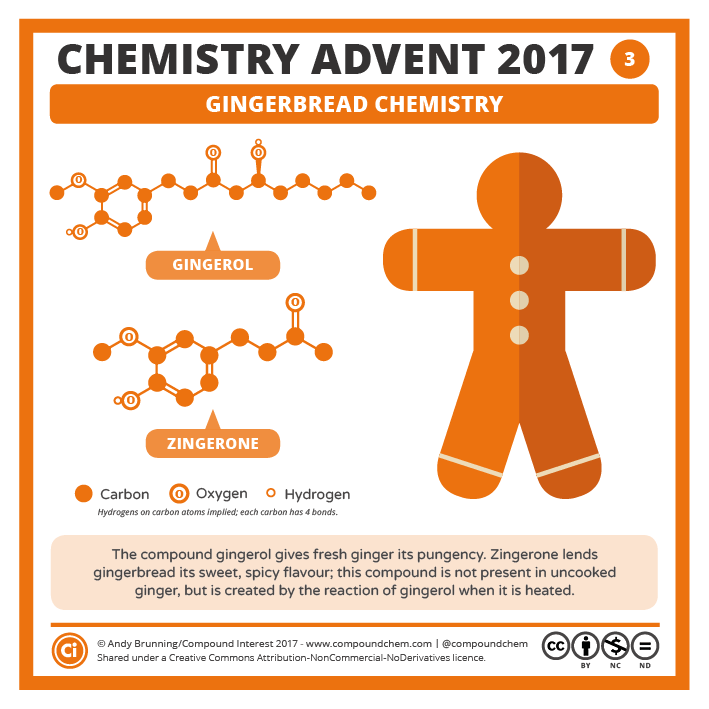 CHEMISTRY ADVENT 2017
3
GINGERBREAD CHEMISTRY
O
O
O
O
GINGEROL
O
O
O
ZINGERONE
Carbon
O
Oxygen
Hydrogen
Hydrogens on carbon atoms implied; each carbon has 4 bonds.
The compound gingerol gives fresh ginger its pungency. Zingerone lends
gingerbread its sweet, spicy flavour; this compound is not present in uncooked
ginger, but is created by the reaction of gingerol when it is heated.
Ci
© Andy Brunning/Compound Interest 2017 - www.compoundchem.com | @compoundchem
Shared under a Creative Commons Attribution-NonCommercial-NoDerivatives licence.
cc
BY NC ND